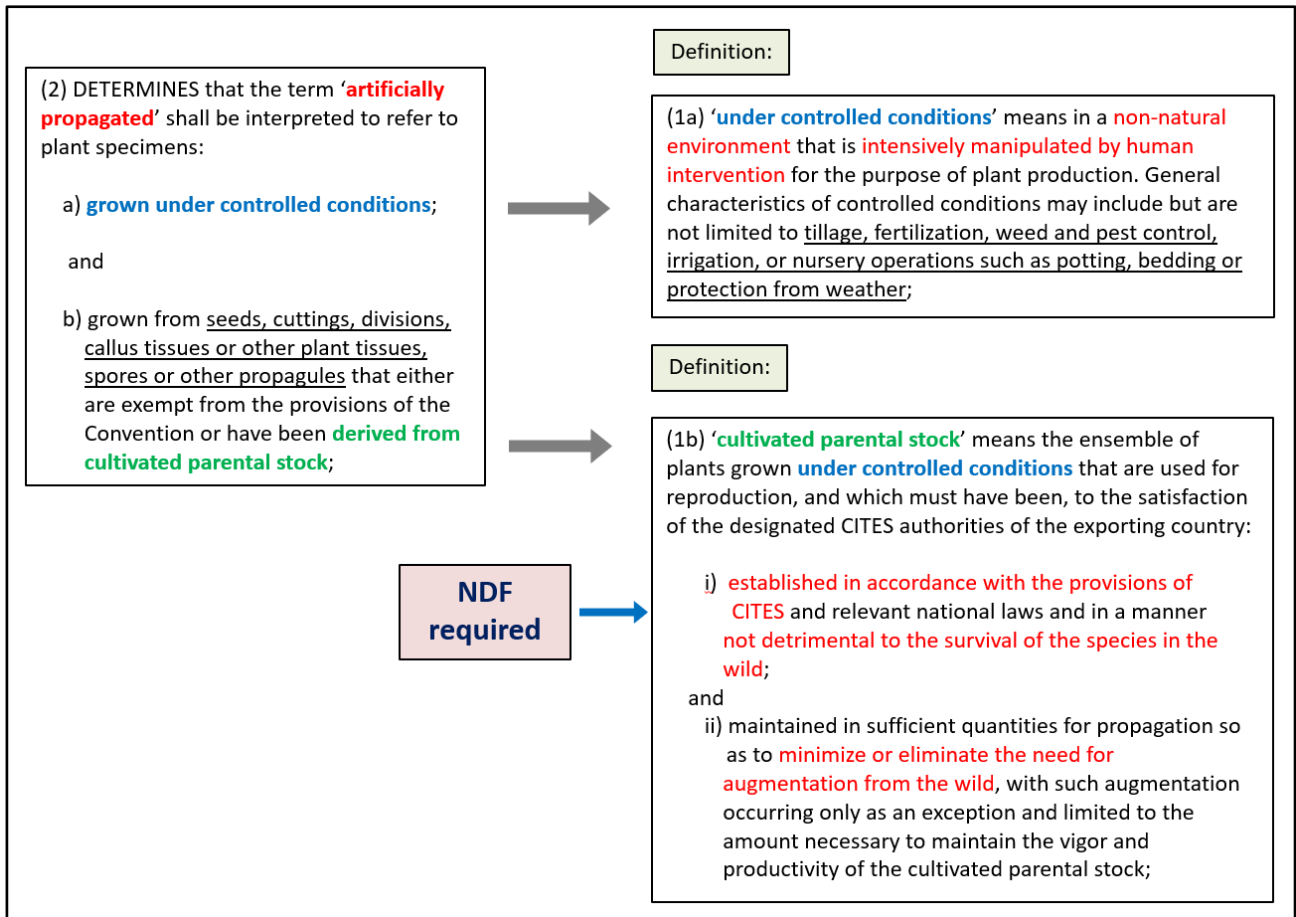 (2) DETERMINES that the term ‘artificially
propagated’ shall be interpreted to refer to
plant specimens:
a) grown under controlled conditions;
and
b) grown from seeds, cuttings, divisions,
callus tissues or other plant tissues,
spores or other propagules that either
are exempt from the provisions of the
Convention or have been derived from
cultivated parental stock;
Definition:
(1a) ‘under controlled conditions’ means in a non-natural
environment that is intensively manipulated by human
intervention for the purpose of plant production. General
characteristics of controlled conditions may include but are
not limited to tillage, fertilization, weed and pest control,
irrigation, or nursery operations such as potting, bedding or
protection from weather;
Definition:
(1b) ‘cultivated parental stock’ means the ensemble of
plants grown under controlled conditions that are used for
reproduction, and which must have been, to the satisfaction
of the designated CITES authorities of the exporting country:
NDF
required
i) established in accordance with the provisions of
CITES and relevant national laws and in a manner
not detrimental to the survival of the species in the
wild;
and
ii) maintained in sufficient quantities for propagation so
as to minimize or eliminate the need for
augmentation from the wild, with such augmentation
occurring only as an exception and limited to the
amount necessary to maintain the vigor and
productivity of the cultivated parental stock;